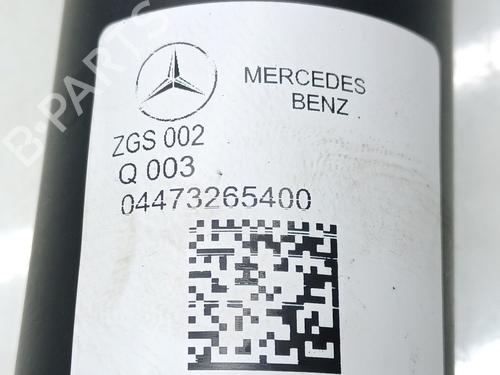 MERCEDES
BENZ
ZGS 002
Q 003
04473265400
B-PARTS